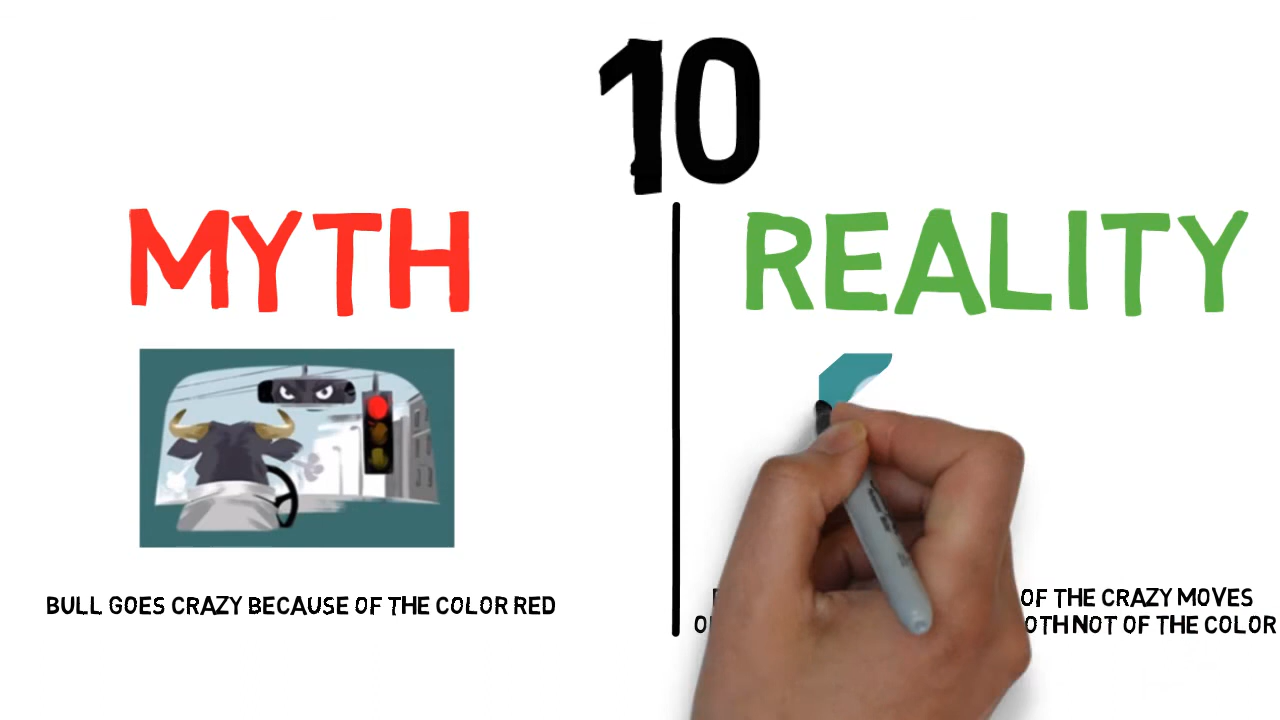 10
MYTH
REALITY
BULL GOES CRAZY BECAUSE OF THE COLOR RED
OF THE CRAZY MOVES
NOT OF THE COLOR